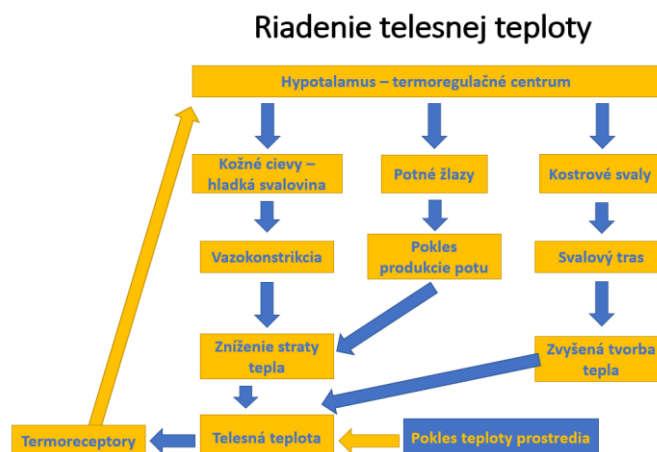 Riadenie telesnej teploty
Hypotalamus – termoregulačné centrum
Kožné cievy –
hladká svalovina
Potné žlazy
Kostrové svaly
Vazokonstrikcia
Pokles
produkcie potu
Svalový tras
Zníženie straty
tepla
Zvyšená tvorba
tepla
Termoreceptory
Telesná teplota
Pokles teploty prostredia